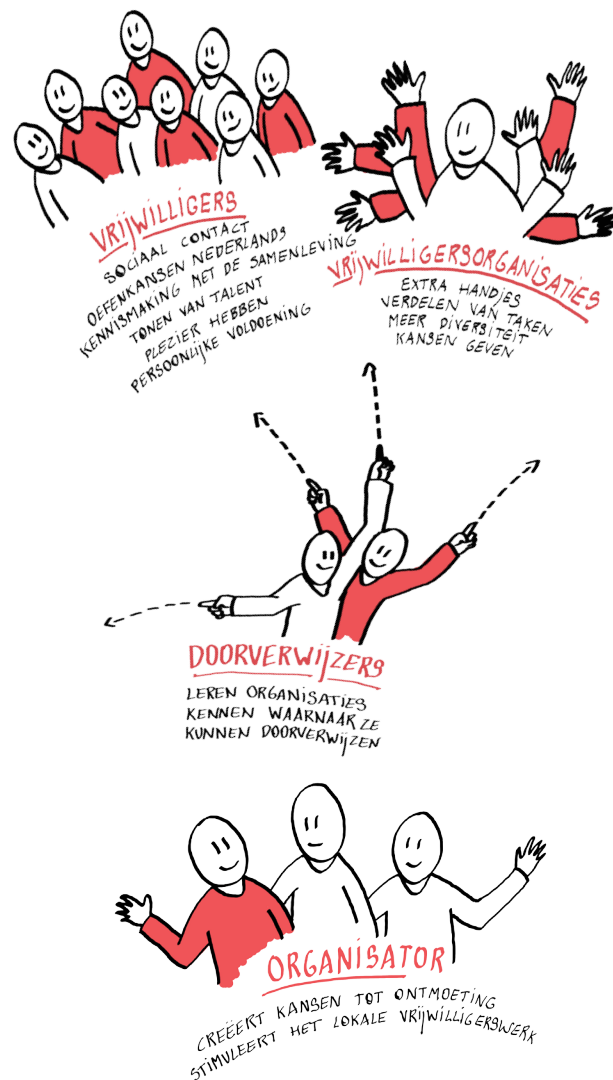 VRIJWILLIGERS
SOCIAAL CONTACT
OEFENKANSEN NEDERLANDS
KENNISMAKING MET DE SAMENLEVING
TONEN VAN TALENT
PLEZIER HEBBEN
PERSOONLIJKE VOLDOENING
VRIJWILLIGERSORGANISATIES
EXTRA HANDJES
VERDELEN VAN TAKEN
MEER DIVERSITEIT
KANSEN GEVEN
DOORVERWIJZERS
LEREN ORGANISATIES
KENNEN WAARNAAR ZE
KUNNEN DOORVERWIJZEN
ORGANISATOR
CREËERT KANSEN TOT ONTMOETING
STIMULEERT HET LOKALE VRIJWILLIGERSWERK